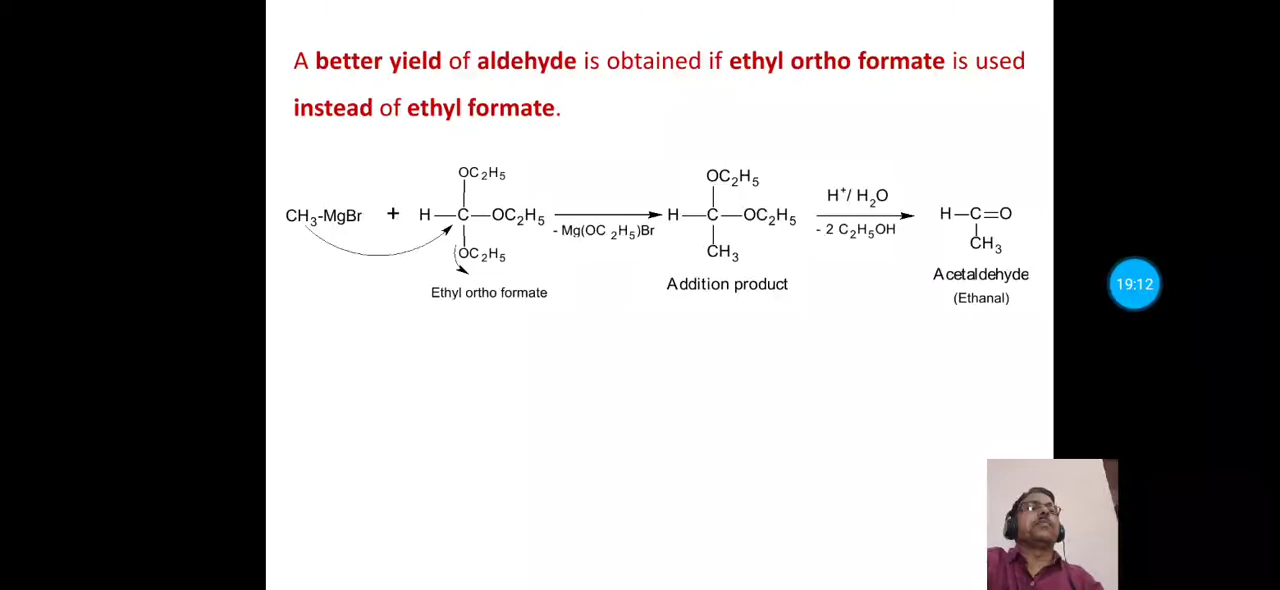 A better yield of aldehyde is obtained if ethyl ortho formate is used
instead of ethyl formate.
OC2H5
CH3-MgBr + H—C—OC2H5
OC2H5
Ethyl ortho formate
- Mg(OC 2H5)Br
OC2H5
H—C—OC2H5
CH3
Addition product
H+/ H2O
- 2 C2H5OH
H—C=O
CH3
Acetaldehyde
(Ethanal)
19:12